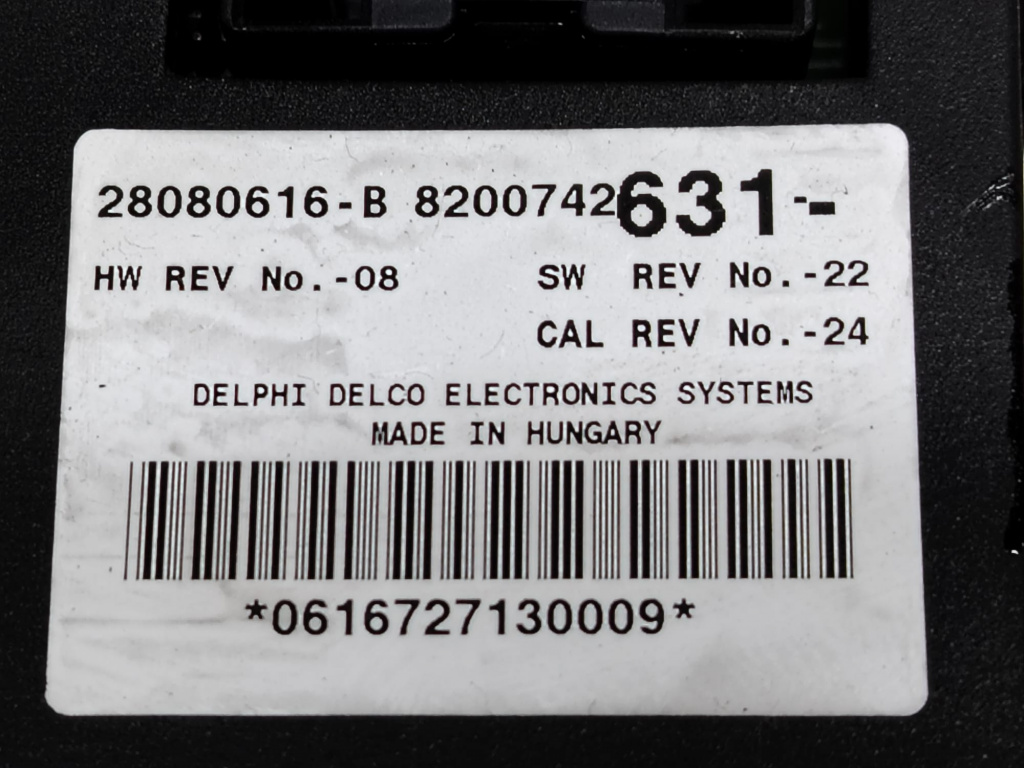 28080616-B 8200742631--
HW REV No.-08 SW REV No.-22
CAL REV No.-24
DELPHI DELCO ELECTRONICS SYSTEMS
MADE IN HUNGARY
*0616727130009*